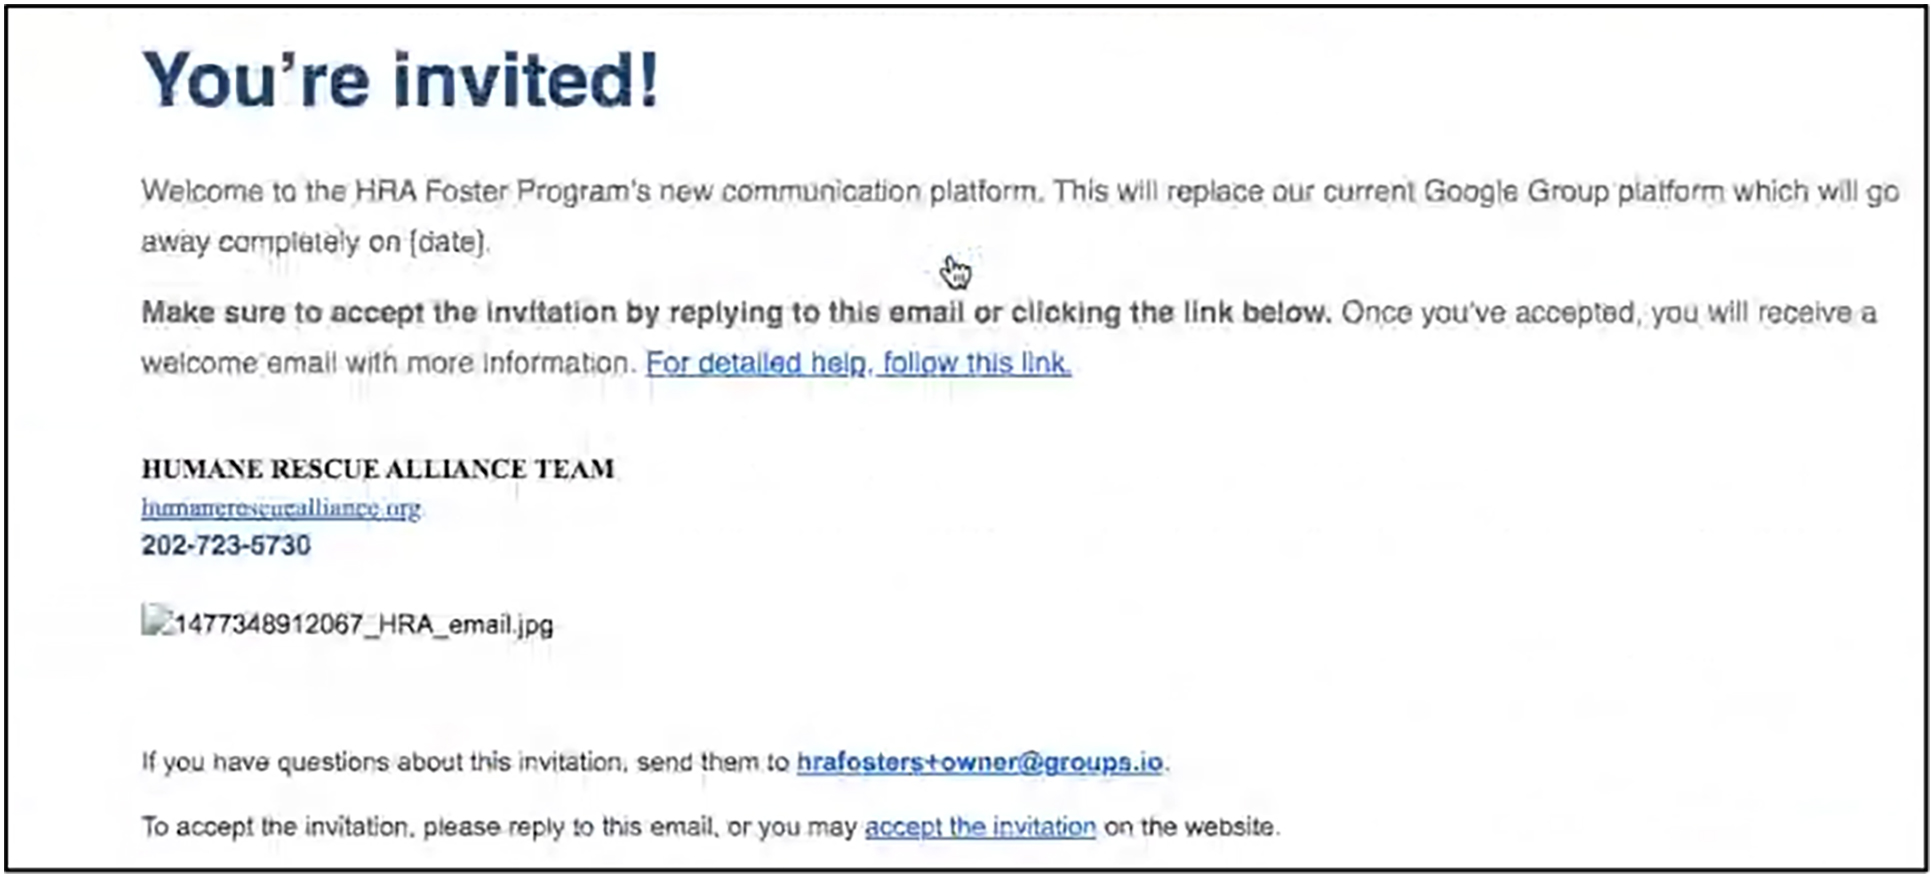 You're invited!
Welcome to the HRA Foster Program's new communication platform. This will replace our current Google Group platform which will go
away completely on {date}.
Make sure to accept the invitation by replying to this email or clicking the link below. Once you've accepted, you will receive a
welcome email with more information. For detailed help, follow this link.
HUMANE RESCUE ALLIANCE TEAM
humanerescuealliance.org
202-723-5730
1477348912067_HRA_email.jpg
If you have questions about this invitation, send them to hrafosters+owner@groups.io.
To accept the invitation, please reply to this email, or you may accept the invitation on the website.